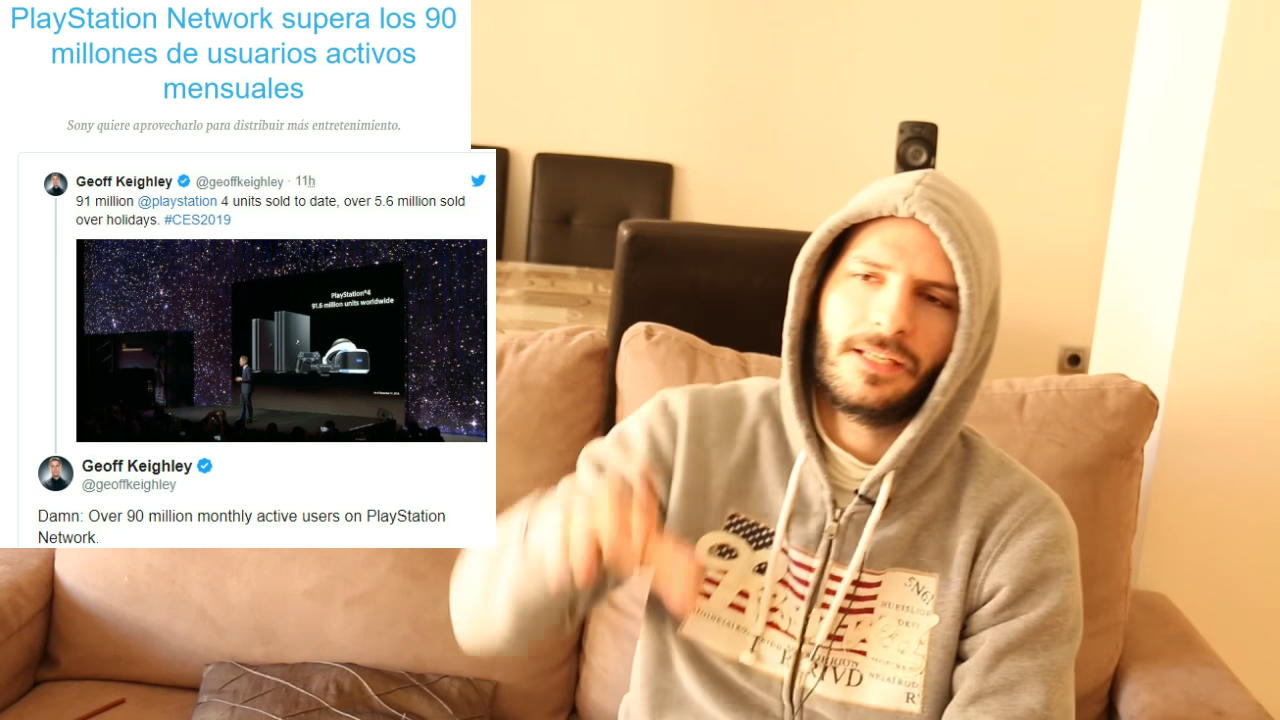 PlayStation Network supera los 90
millones de usuarios activos
mensuales
Sony quiere aprovecharlo para distribuir más entretenimiento.
Geoff Keighley @geoffkeighley · 11h
91 million @playstation 4 units sold to date, over 5.6 million sold
over holidays. #CES2019
PlayStation®4
91.6 million units worldwide
Geoff Keighley
@geoffkeighley
Damn: Over 90 million monthly active users on PlayStation
Network.